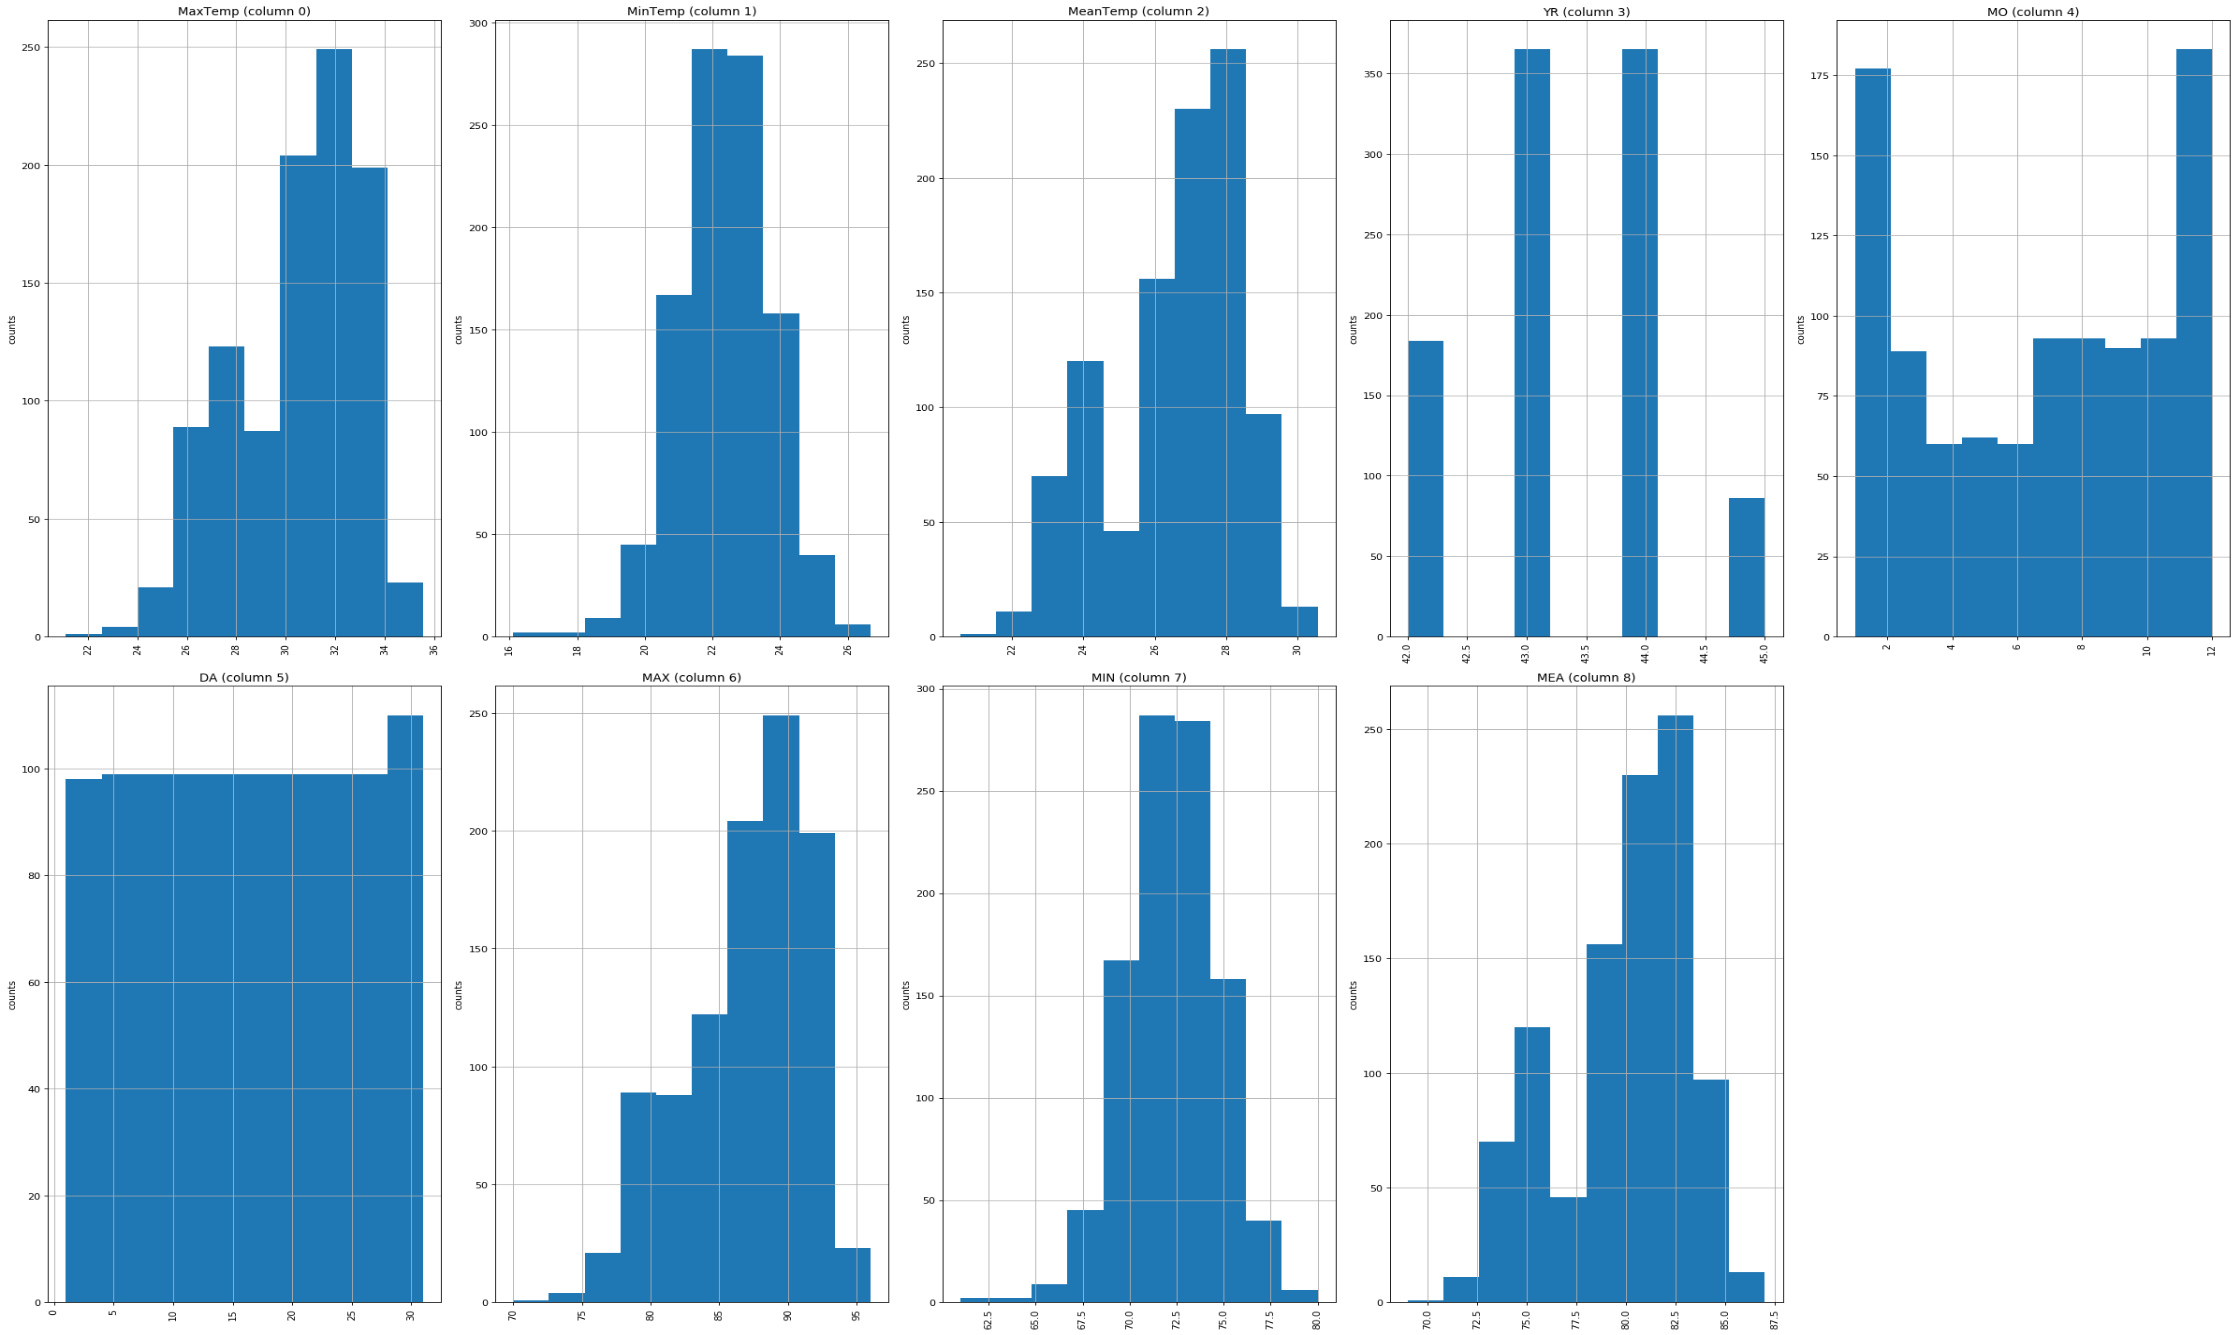 MaxTemp (column 0)
counts
250
200
150
100
50
0
22 24 26 28 30 32 34 36
MinTemp (column 1)
counts
300
250
200
150
100
50
0
16 18 20 22 24 26
MeanTemp (column 2)
counts
250
200
150
100
50
0
22 24 26 28 30
YR (column 3)
counts
350
300
250
200
150
100
50
0
42.0 42.5 43.0 43.5 44.0 44.5 45.0
MO (column 4)
counts
175
150
125
100
75
50
25
0
2 4 6 8 10 12
DA (column 5)
counts
100
80
60
40
20
0
0 5 10 15 20 25 30
MAX (column 6)
counts
250
200
150
100
50
0
70 75 80 85 90 95
MIN (column 7)
counts
300
250
200
150
100
50
0
62.5 65.0 67.5 70.0 72.5 75.0 77.5 80.0
MEA (column 8)
counts
250
200
150
100
50
0
70.0 72.5 75.0 77.5 80.0 82.5 85.0 87.5